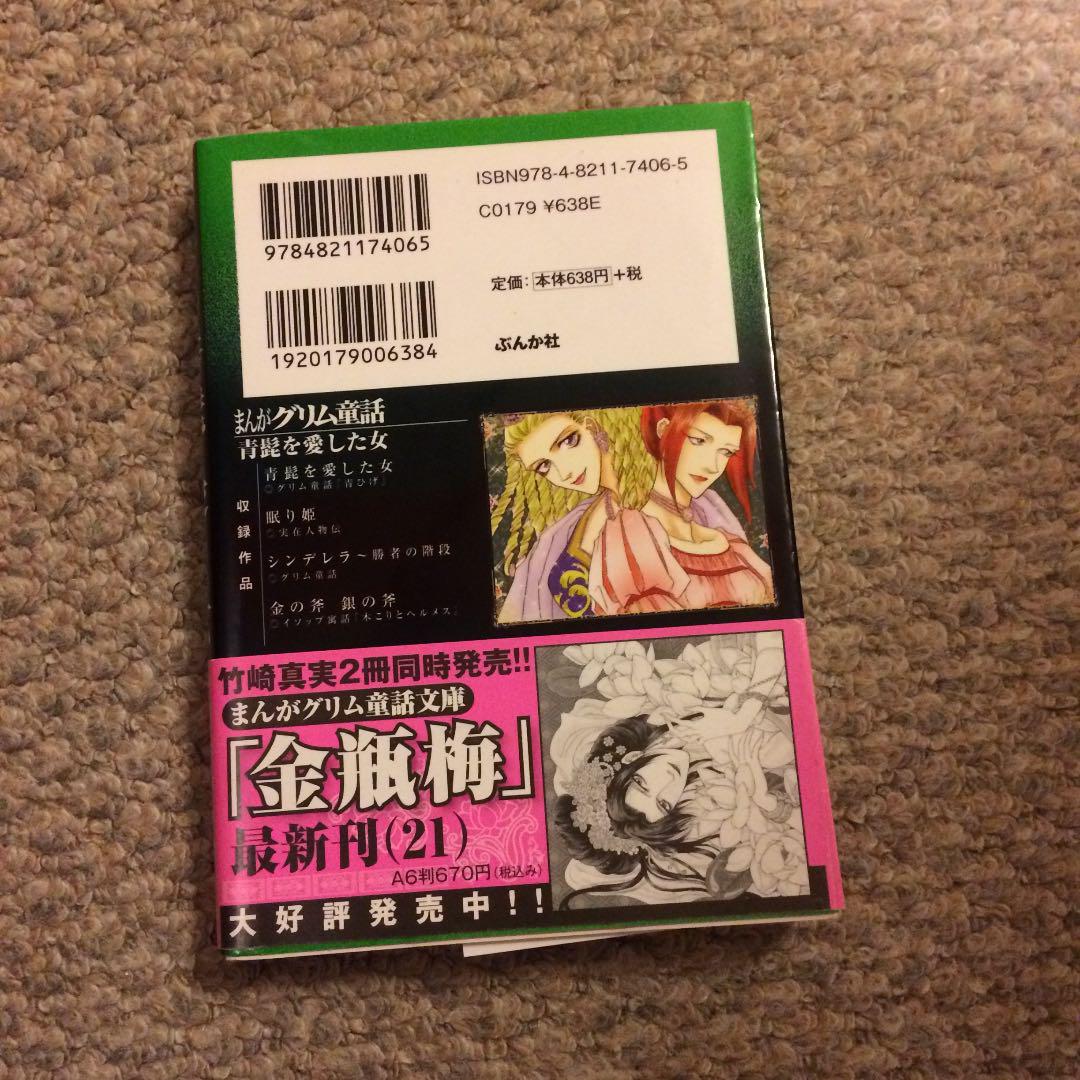 ISBN978-4-8211-7406-5
C0179 ¥638E
9784821174065
定価：本体638円+税
1920179006384
ぶんか社
まんがグリム童話
青髭を愛した女
収録作品
青髭を愛した女
◎グリム童話『青ひげ』
眠り姫
◎実在人物伝
シンデレラ～勝者の階段
◎グリム童話
金の斧 銀の斧
◎イソップ寓話『木こりとヘルメス』
竹崎真実2冊同時発売!!
まんがグリム童話文庫
「金瓶梅」
最新刊(21)
A6判670円(税込み)
大好評発売中!!